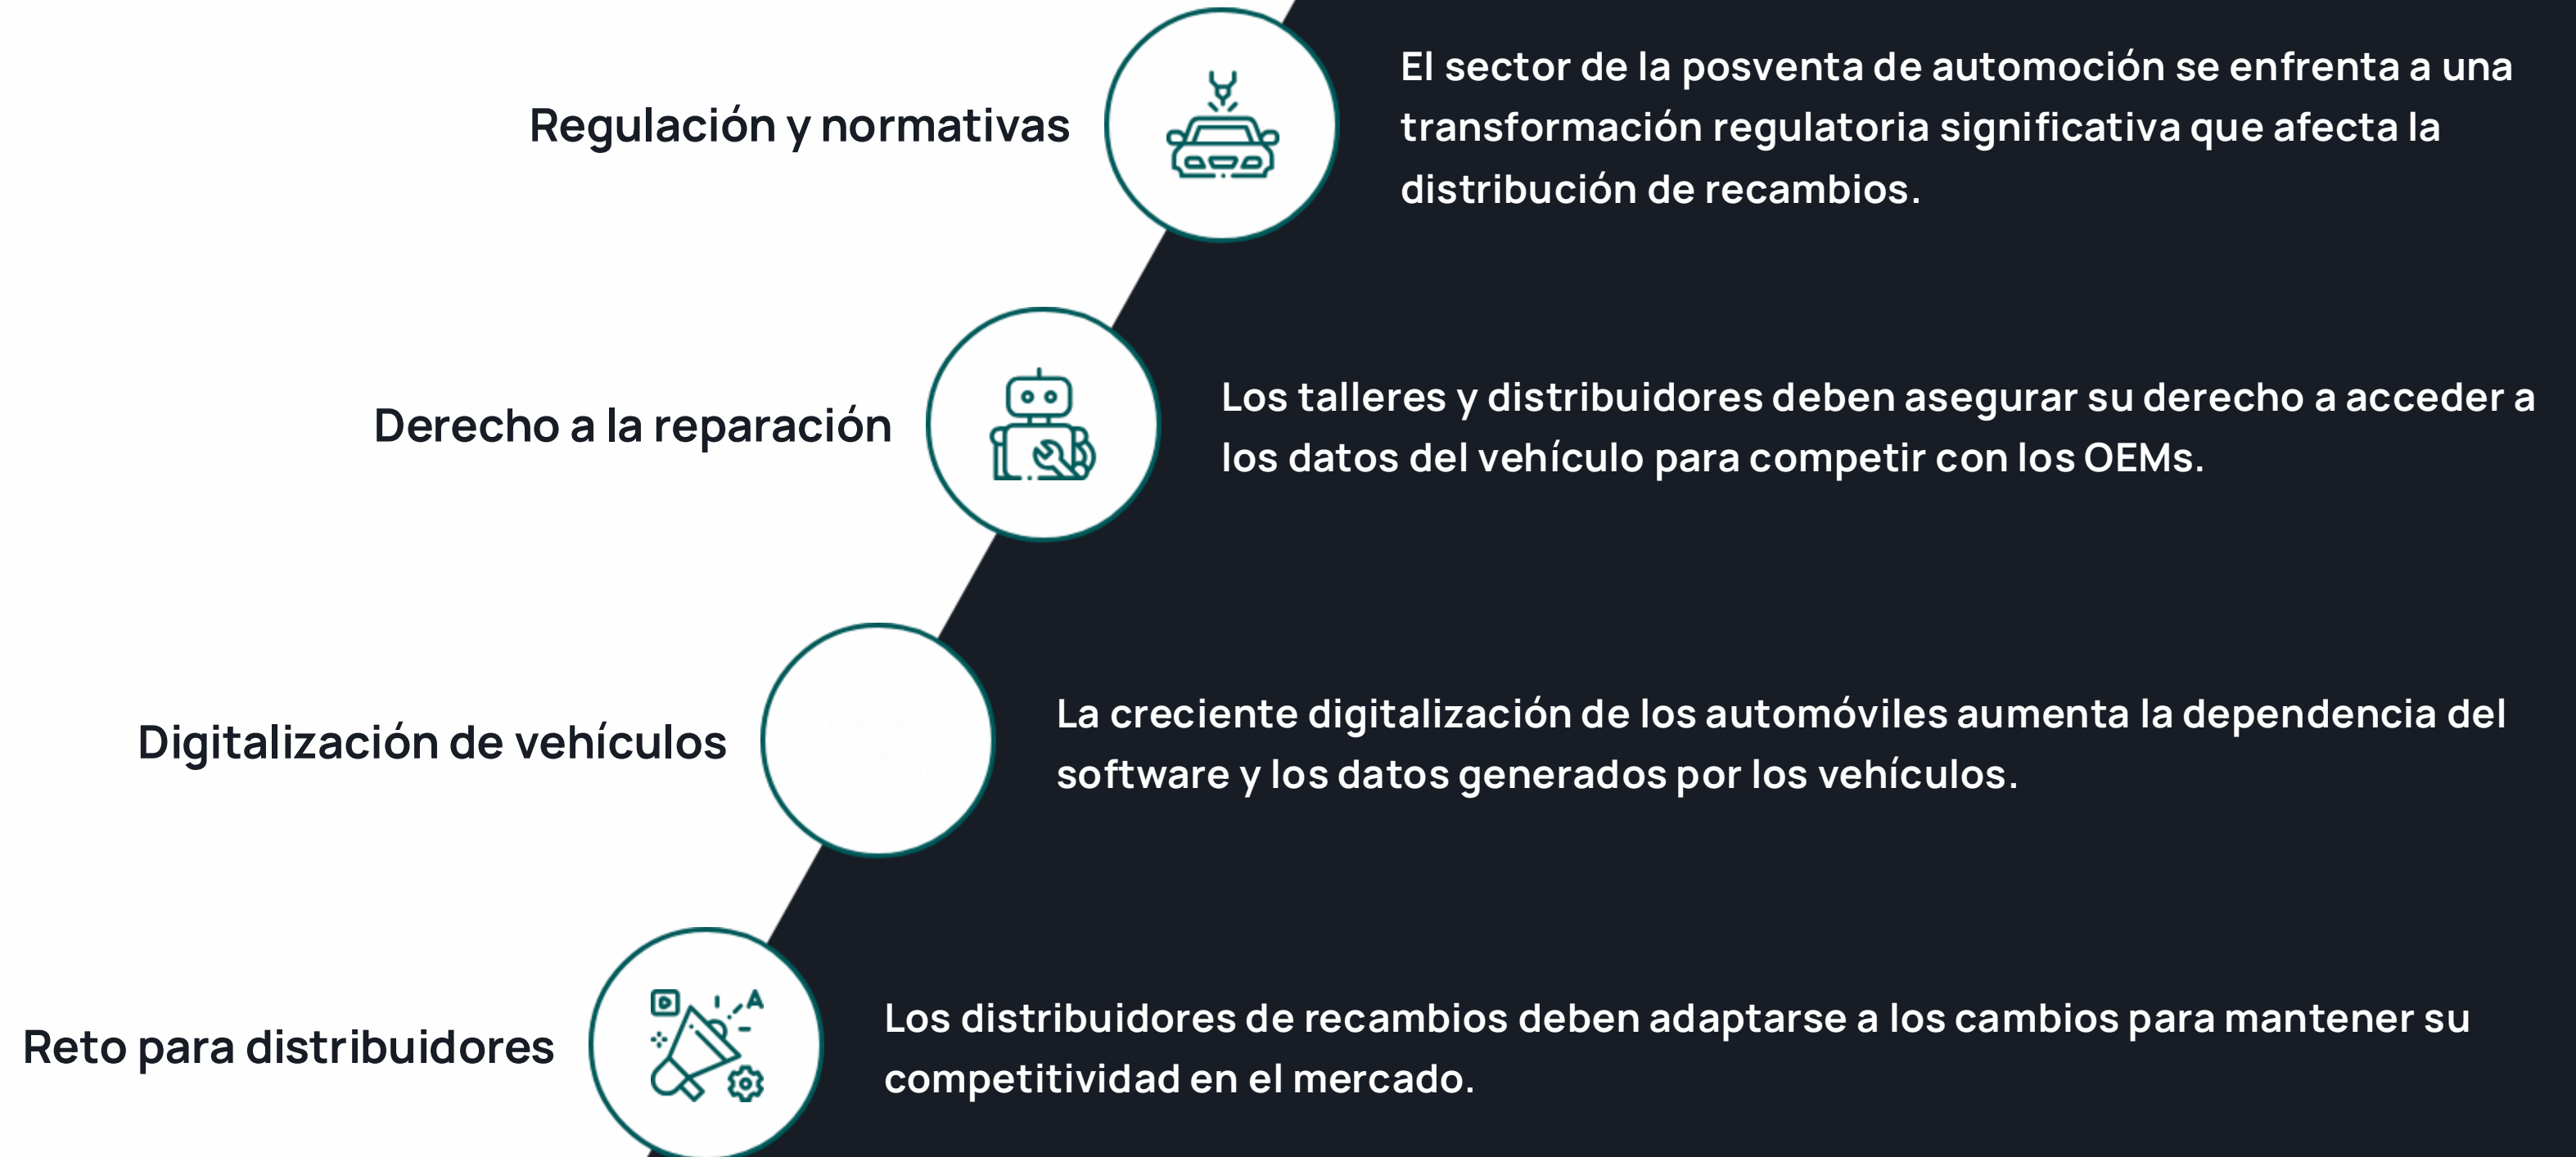 Regulación y normativas
El sector de la posventa de automoción se enfrenta a una
transformación regulatoria significativa que afecta la
distribución de recambios.
Derecho a la reparación
Los talleres y distribuidores deben asegurar su derecho a acceder a
los datos del vehículo para competir con los OEMs.
Digitalización de vehículos
La creciente digitalización de los automóviles aumenta la dependencia del
software y los datos generados por los vehículos.
D
A
Reto para distribuidores
Los distribuidores de recambios deben adaptarse a los cambios para mantener su
competitividad en el mercado.